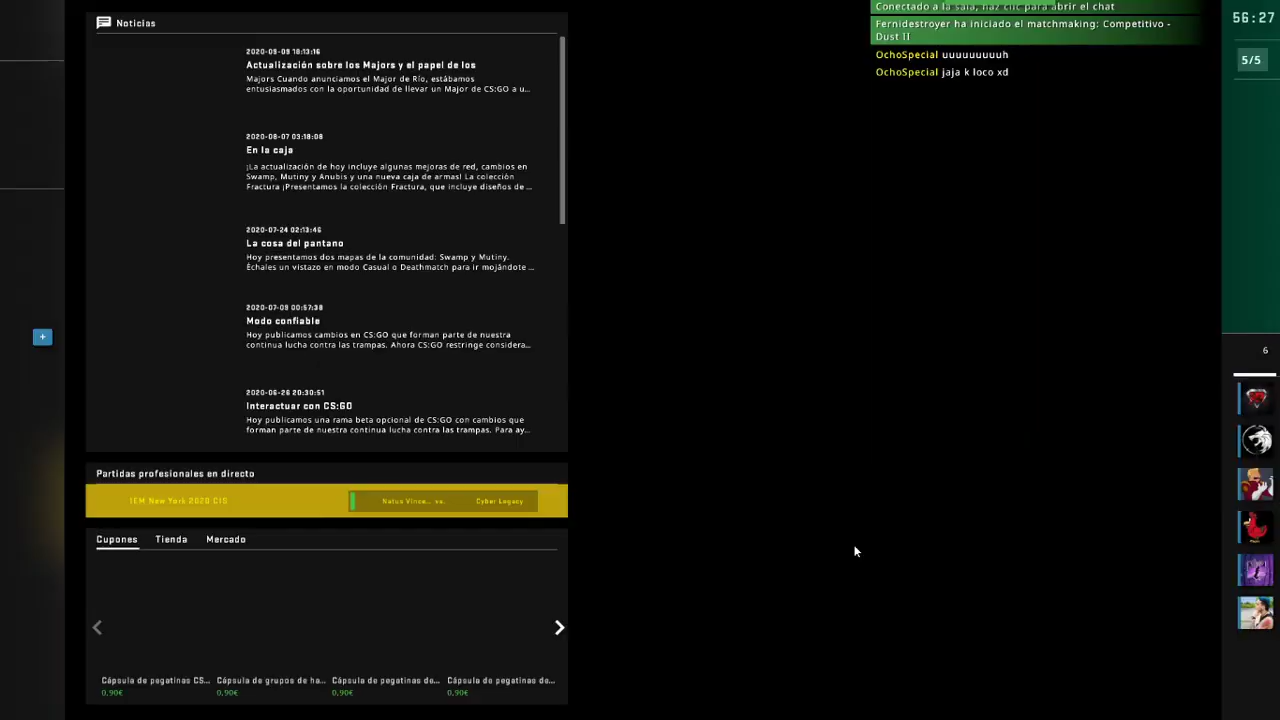 Noticias
2020-09-09 18:13:16
Actualización sobre los Majors y el papel de los
Majors Cuando anunciamos el Major de Río, estábamos
entusiasmados con la oportunidad de llevar un Major de CS:GO a u...
2020-08-07 03:18:08
En la caja
¡La actualización de hoy incluye algunas mejoras de red, cambios en
Swamp, Mutiny y Anubis y una nueva caja de armas! La colección
Fractura ¡Presentamos la colección Fractura, que incluye diseños de ...
2020-07-24 02:13:46
La cosa del pantano
Hoy presentamos dos mapas de la comunidad: Swamp y Mutiny.
Échales un vistazo en modo Casual o Deathmatch para ir mojándote ...
2020-07-09 00:57:38
Modo confiable
Hoy publicamos cambios en CS:GO que forman parte de nuestra
continua lucha contra las trampas. Ahora CS:GO restringe considera...
2020-06-26 20:30:51
Interactuar con CS:GO
Hoy publicamos una rama beta opcional de CS:GO con cambios que
forman parte de nuestra continua lucha contra las trampas. Para ay...
Partidas profesionales en directo
IEM New York 2020 CIS
Natus Vince... vs. Cyber Legacy
Cupones Tienda Mercado
Cápsula de pegatinas CS... Cápsula de grupos de ha... Cápsula de pegatinas de... Cápsula de pegatinas de...
0,90€ 0,90€ 0,90€ 0,90€
Conectado a la sala, haz clic para abrir el chat
Fernidestroyer ha iniciado el matchmaking: Competitivo -
Dust II
OchoSpecial uuuuuuuuuh
OchoSpecial jaja k loco xd
56:27
5/5
6